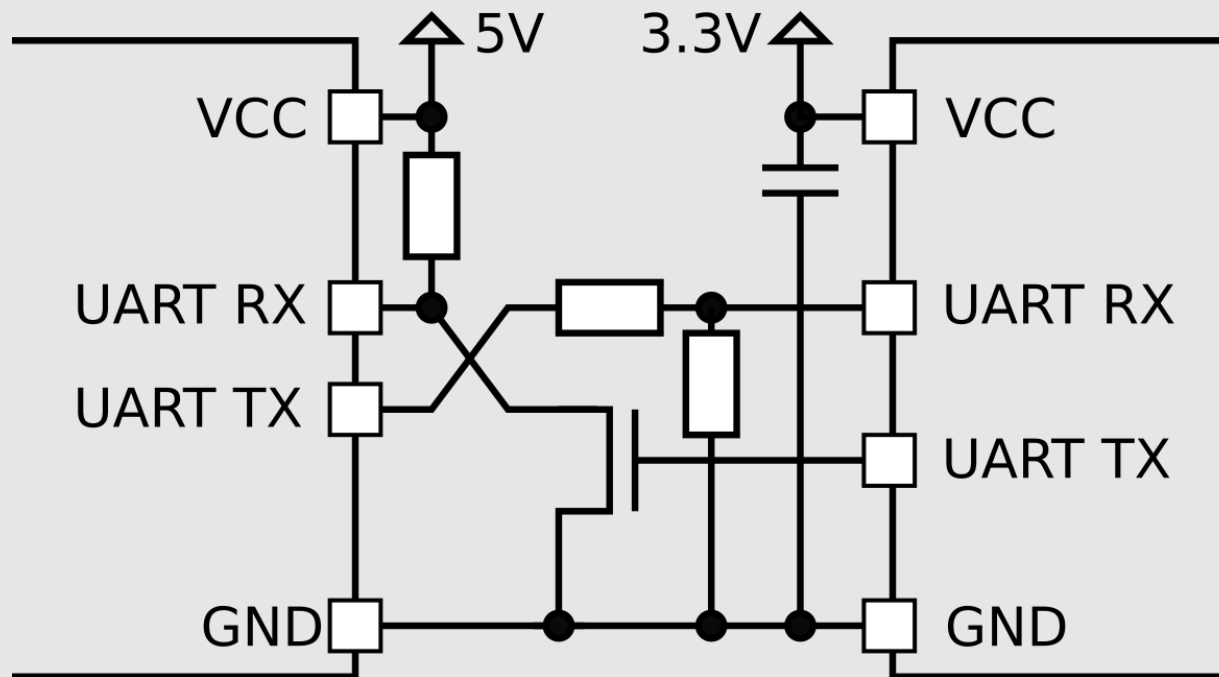 5V
3.3V
VCC
VCC
UART RX
UART RX
UART TX
UART TX
GND
GND